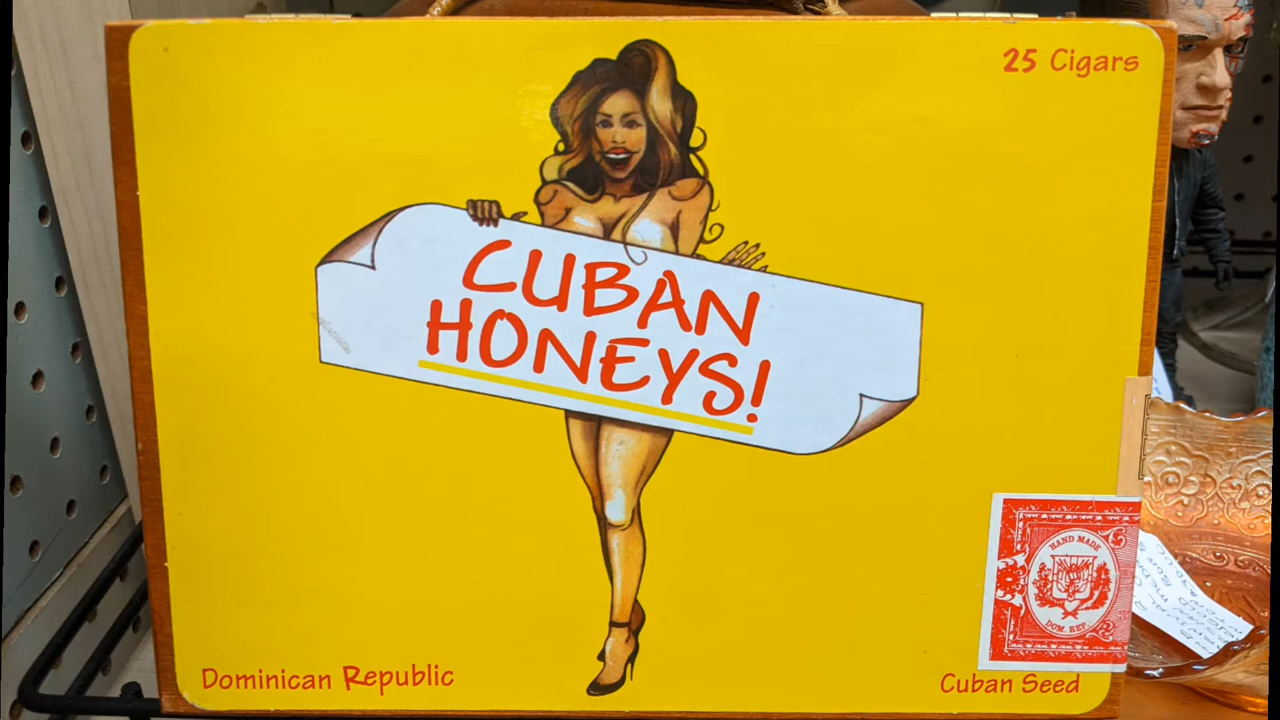 25 Cigars
CUBAN
HONEYS!
HAND MADE
DOM. REP.
Dominican Republic
Cuban Seed